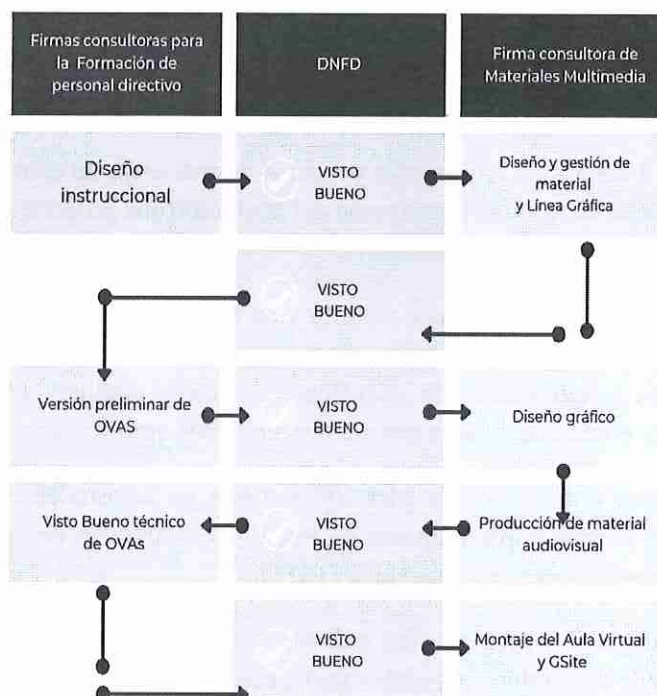 Firmas consultoras para
la Formación de
personal directivo
DNFD
Firma consultora de
Materiales Multimedia
Diseño
instruccional
VISTO
BUENO
Diseño y gestión de
material
y Línea Gráfica
VISTO
BUENO
Versión preliminar de
OVAS
VISTO
BUENO
Diseño gráfico
Visto Bueno técnico
de OVAs
VISTO
BUENO
Producción de material
audiovisual
VISTO
BUENO
Montaje del Aula Virtual
y GSite